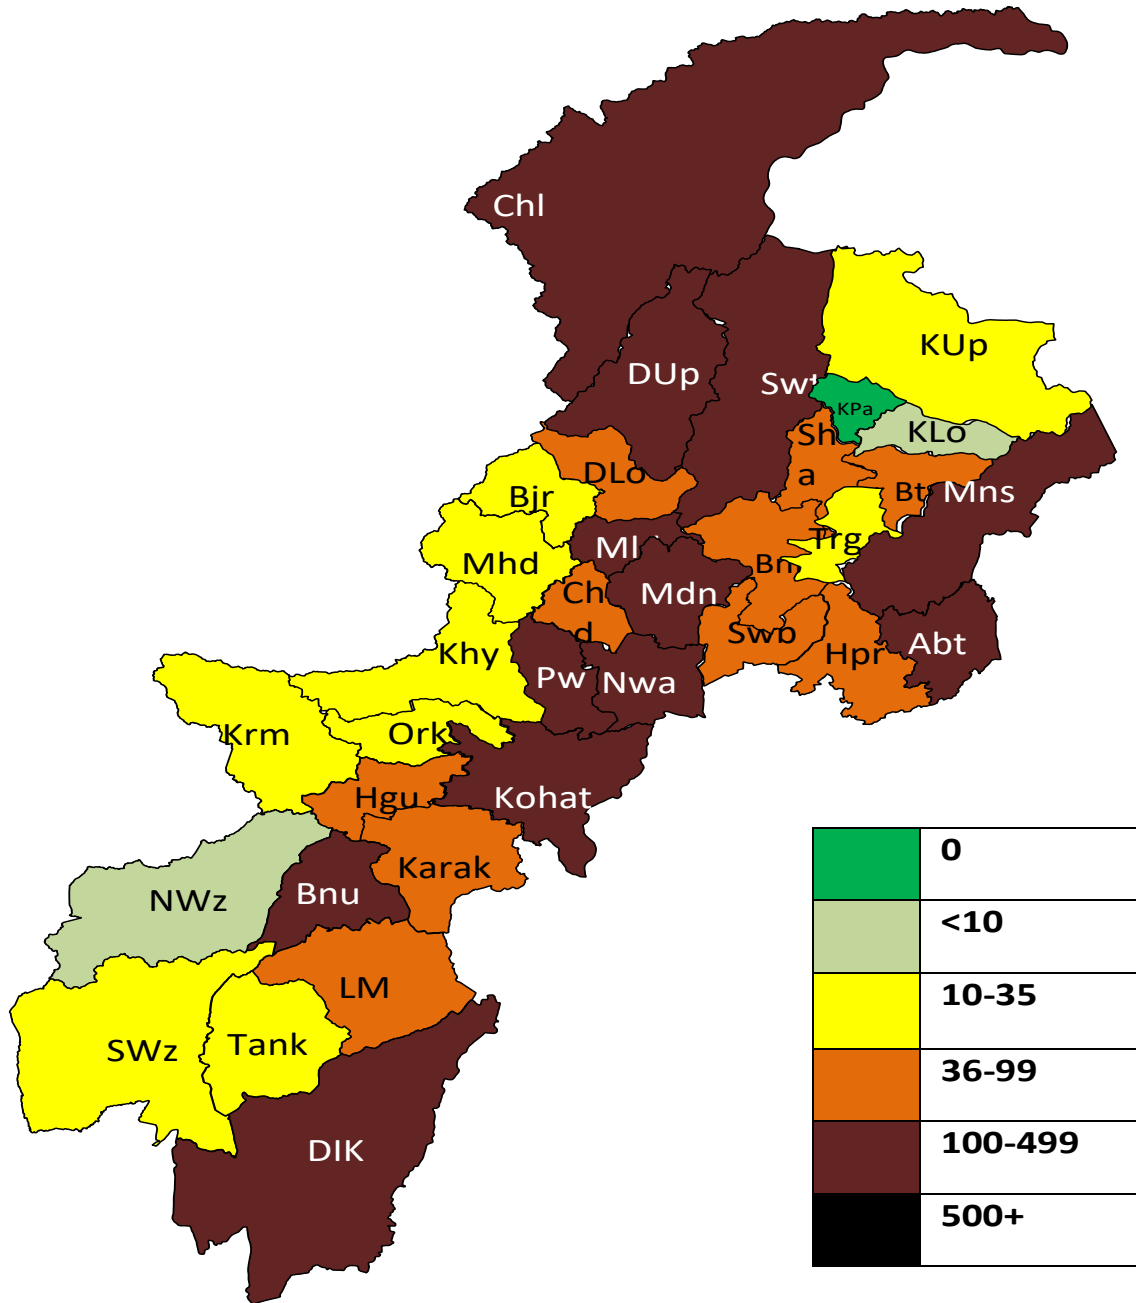 Chl
KUp
DUp
Swt
KPa
Sh
a
KLo
DLo
Bt
Mns
Bjr
Trg
Ml
Mhd
Bn
Ch
d
Mdn
Swb
Abt
Hpr
Khy
Pw
Nwa
Krm
Ork
Hgu
Kohat
Karak
Bnu
NWz
LM
SWz
Tank
DIK
0
<10
10-35
36-99
100-499
500+